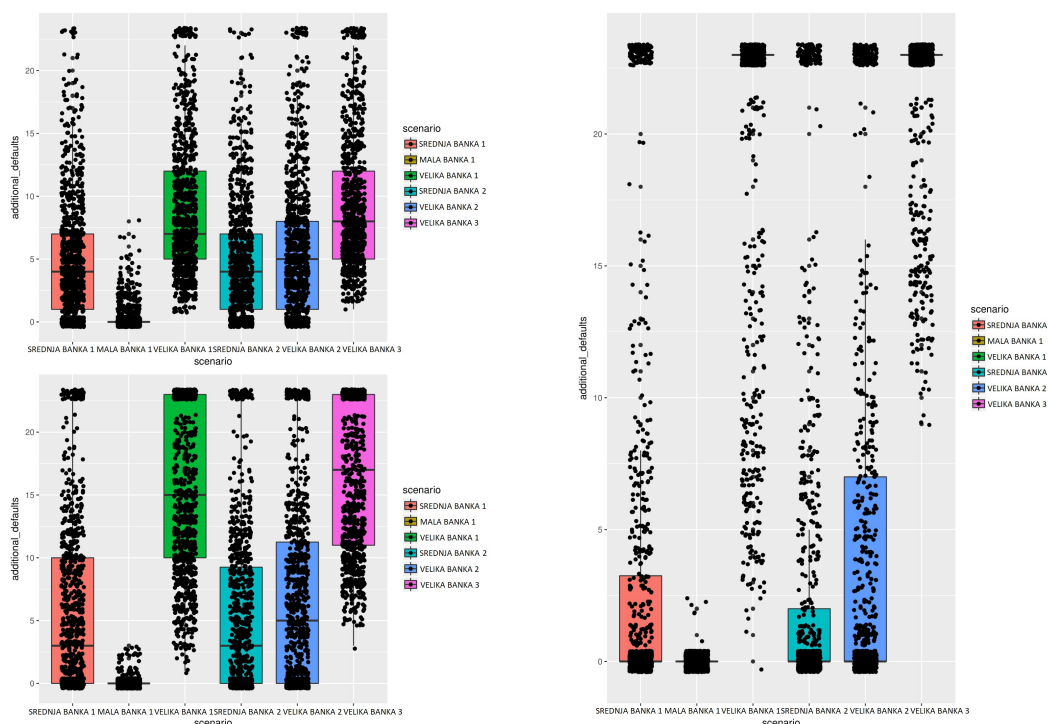 20
15
10
5
0
additional_defaults
SREDNJA BANKA 1 MALA BANKA 1 VELIKA BANKA 1SREDNJA BANKA 2 VELIKA BANKA 2 VELIKA BANKA 3
scenario
scenario
SREDNJA BANKA 1
MALA BANKA 1
VELIKA BANKA 1
SREDNJA BANKA 2
VELIKA BANKA 2
VELIKA BANKA 3
20
15
10
5
0
additional_defaults
SREDNJA BANKA 1 MALA BANKA 1 VELIKA BANKA 1SREDNJA BANKA 2 VELIKA BANKA 2 VELIKA BANKA 3
scenario
scenario
SREDNJA BANKA 1
MALA BANKA 1
VELIKA BANKA 1
SREDNJA BANKA 2
VELIKA BANKA 2
VELIKA BANKA 3
20
15
10
5
0
additional_defaults
SREDNJA BANKA 1 MALA BANKA 1 VELIKA BANKA 1SREDNJA BANKA 2 VELIKA BANKA 2 VELIKA BANKA 3
scenario
scenario
SREDNJA BANKA
MALA BANKA 1
VELIKA BANKA 1
SREDNJA BANKA
VELIKA BANKA 2
VELIKA BANKA 3